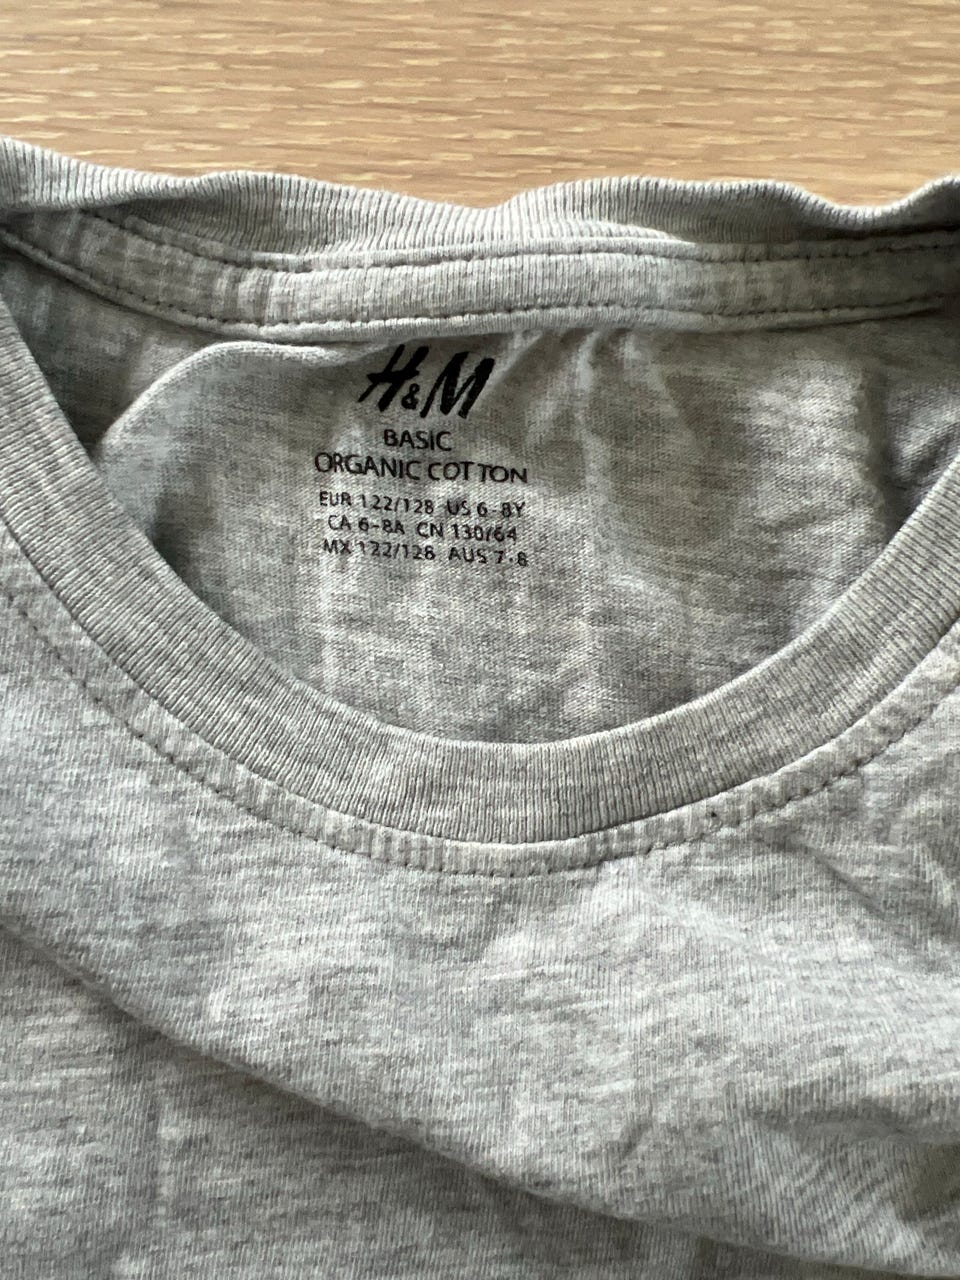 H&M
BASIC
ORGANIC COTTON
EUR 122/128 US 6-8Y
CA 6-8A CN 130/64
MX 122/128 AUS 7-8